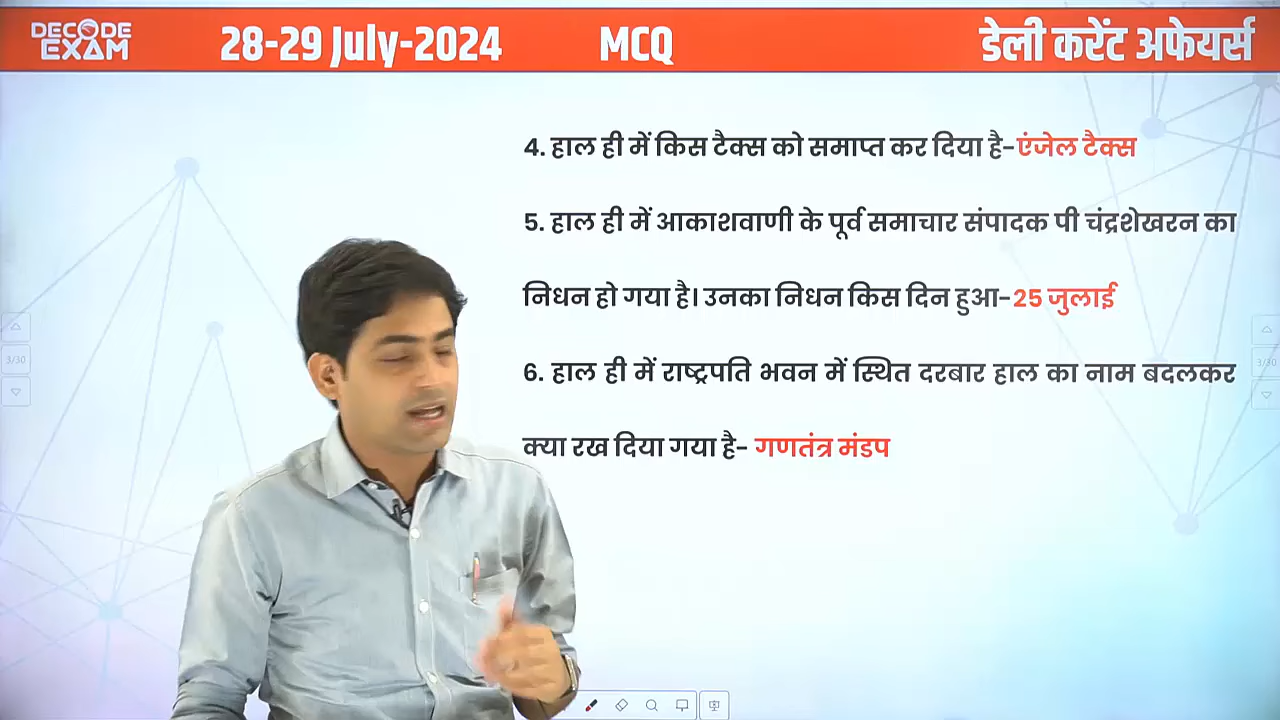 DECODE EXAM
28-29 July-2024
MCQ
डेली करेंट अफेयर्स
4. हाल ही में किस टैक्स को समाप्त कर दिया है-एंजेल टैक्स
5. हाल ही में आकाशवाणी के पूर्व समाचार संपादक पी चंद्रशेखरन का
निधन हो गया है। उनका निधन किस दिन हुआ-25 जुलाई
6. हाल ही में राष्ट्रपति भवन में स्थित दरबार हाल का नाम बदलकर
क्या रख दिया गया है- गणतंत्र मंडप
3/30
3/30